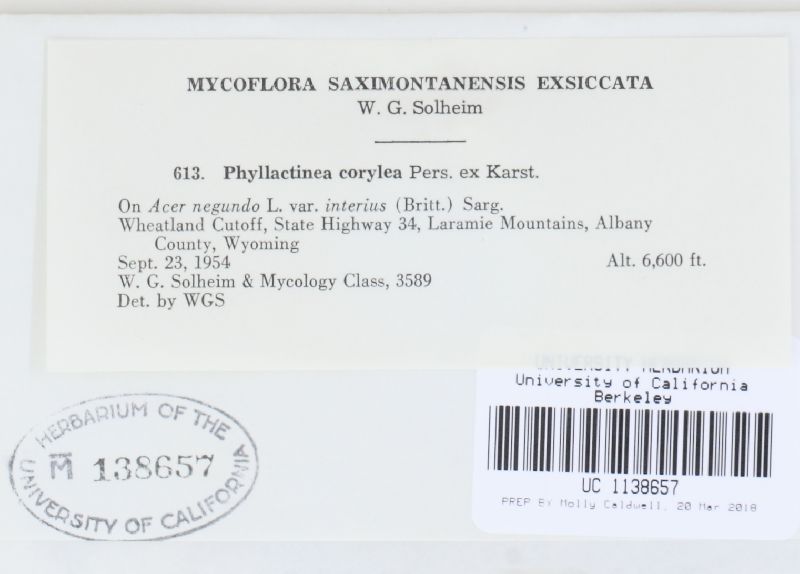 MYCOFLORA SAXIMONTANENSIS EXSICCATA
W. G. Solheim
613. Phyllactinea corylea Pers. ex Karst.
On Acer negundo L. var. interius (Britt.) Sarg.
Wheatland Cutoff, State Highway 34, Laramie Mountains, Albany
County, Wyoming
Sept. 23, 1954 Alt. 6,600 ft.
W. G. Solheim & Mycology Class, 3589
Det. by WGS
HERBARIUM OF THE
M 138657
UNIVERSITY OF CALIFORNIA
UNIVERSITY HERBARIUM
University of California
Berkeley
UC 1138657
PREP BY Molly Caldwell, 20 Mar 2018